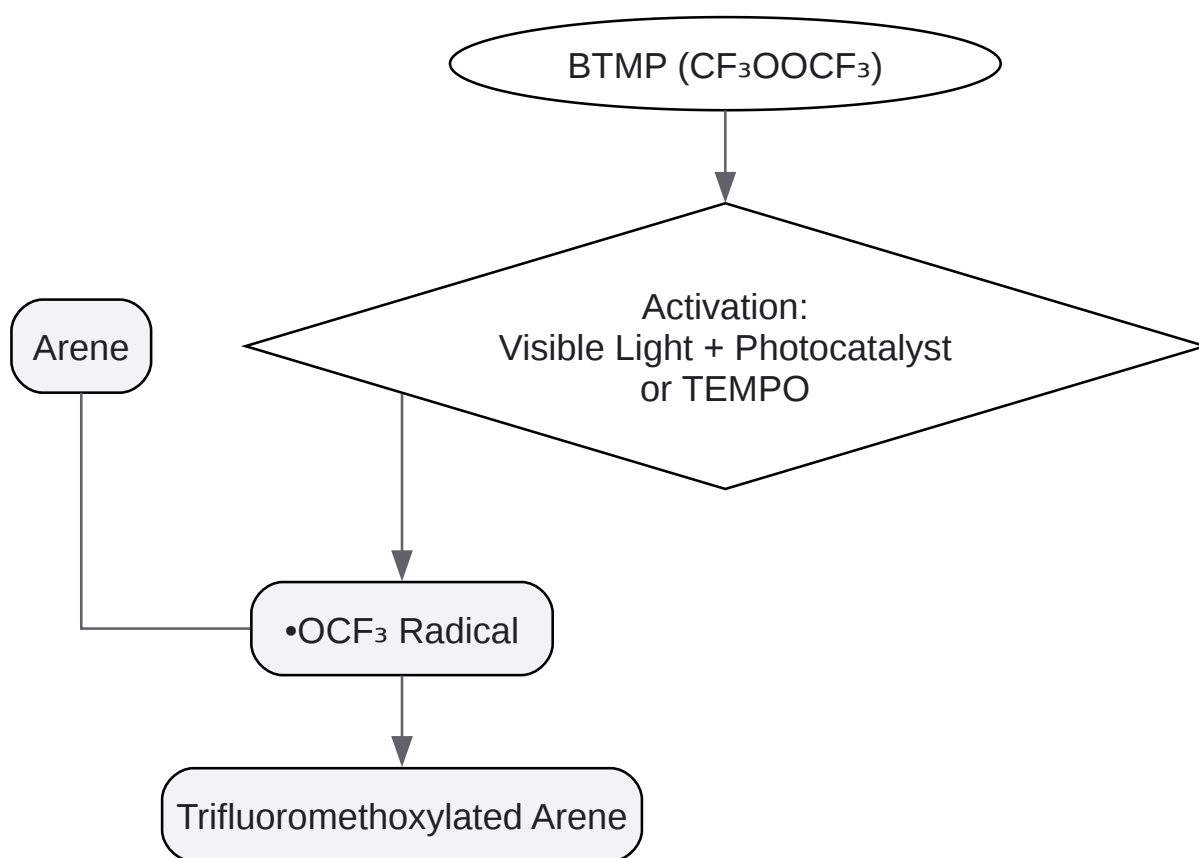 BTMP (CF₃OOCF₃)
Activation:
Visible Light + Photocatalyst
or TEMPO
Arene
•OCF₃ Radical
Trifluoromethoxylated Arene